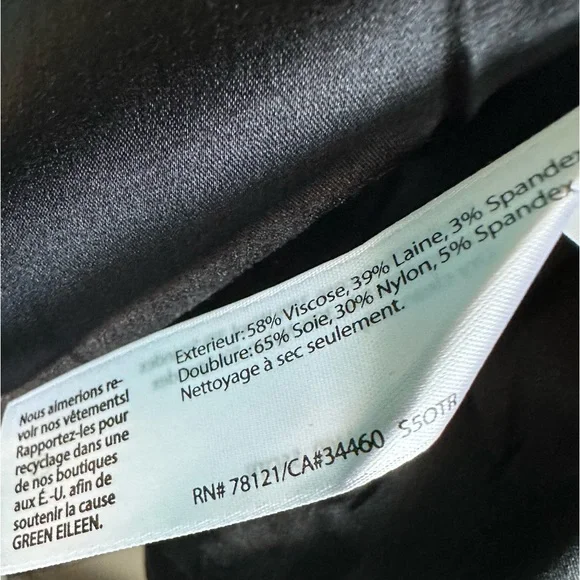 Exterieur: 58% Viscose, 39% Laine, 3% Spandex
Doublure: 65% Soie, 30% Nylon, 5% Spandex
Nettoyage à sec seulement.
RN# 78121/CA#34460 S5OTR
Nous aimerions re-
voir nos vêtements!
Rapportez-les pour
recyclage dans une
de nos boutiques
aux É.-U. afin de
soutenir la cause
GREEN EILEEN.